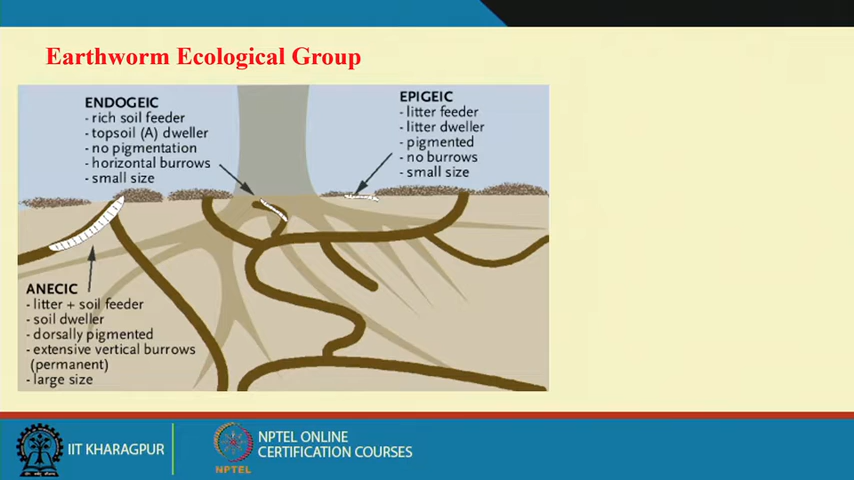 Earthworm Ecological Group
ENDOGEIC
- rich soil feeder
- topsoil (A) dweller
- no pigmentation
- horizontal burrows
- small size
EPIGEIC
- litter feeder
- litter dweller
- pigmented
- no burrows
- small size
ANECIC
- litter + soil feeder
- soil dweller
- dorsally pigmented
- extensive vertical burrows
(permanent)
- large size
IIT KHARAGPUR
NPTEL
NPTEL ONLINE
CERTIFICATION COURSES